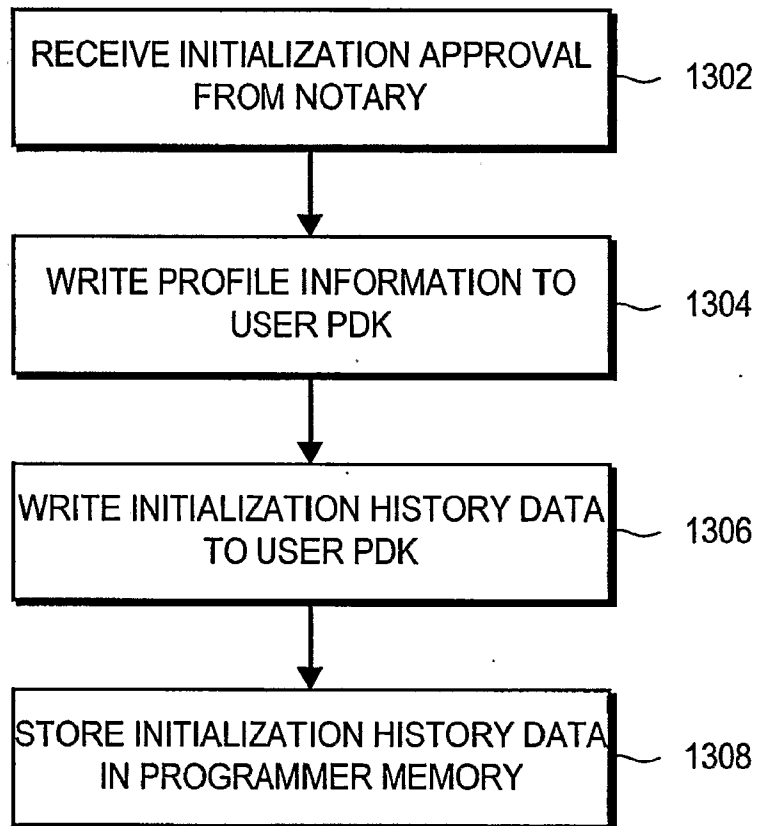 RECEIVE INITIALIZATION APPROVAL
FROM NOTARY
1302
WRITE PROFILE INFORMATION TO
USER PDK
1304
WRITE INITIALIZATION HISTORY DATA
TO USER PDK
1306
STORE INITIALIZATION HISTORY DATA
IN PROGRAMMER MEMORY
1308